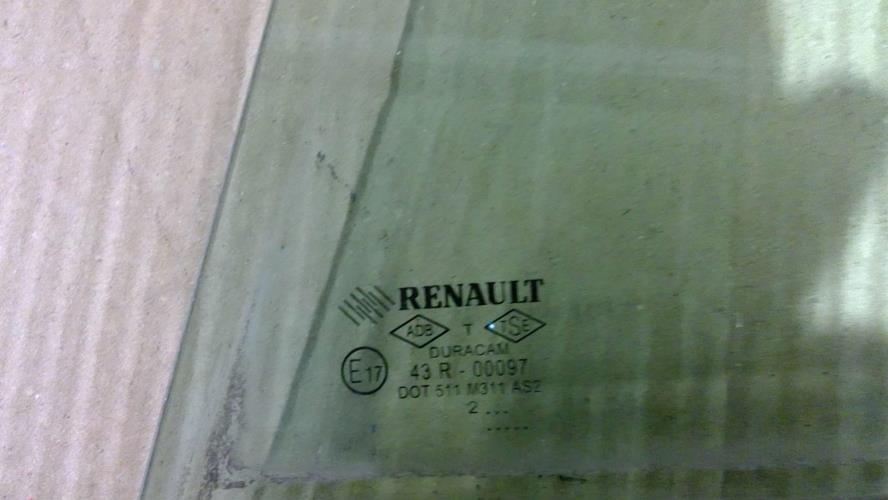 RENAULT
ADB T TSE
DURACAM
E17 43 R - 00097
DOT 511 M311 AS2
2 ...
.....